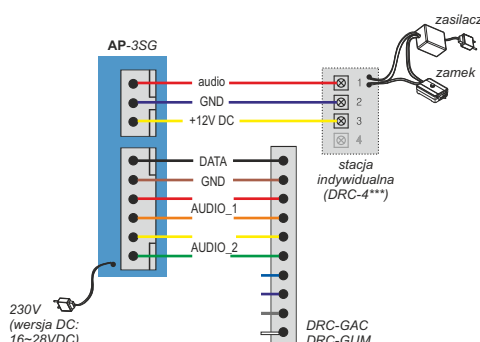 zasilacz
AP-3SG
zamek
audio
1
GND
2
+12V DC
3
4
DATA
stacja
indywidualna
(DRC-4***)
GND
AUDIO_1
AUDIO_2
230V
(wersja DC:
16~28VDC)
DRC-GAC
DRC-GUM